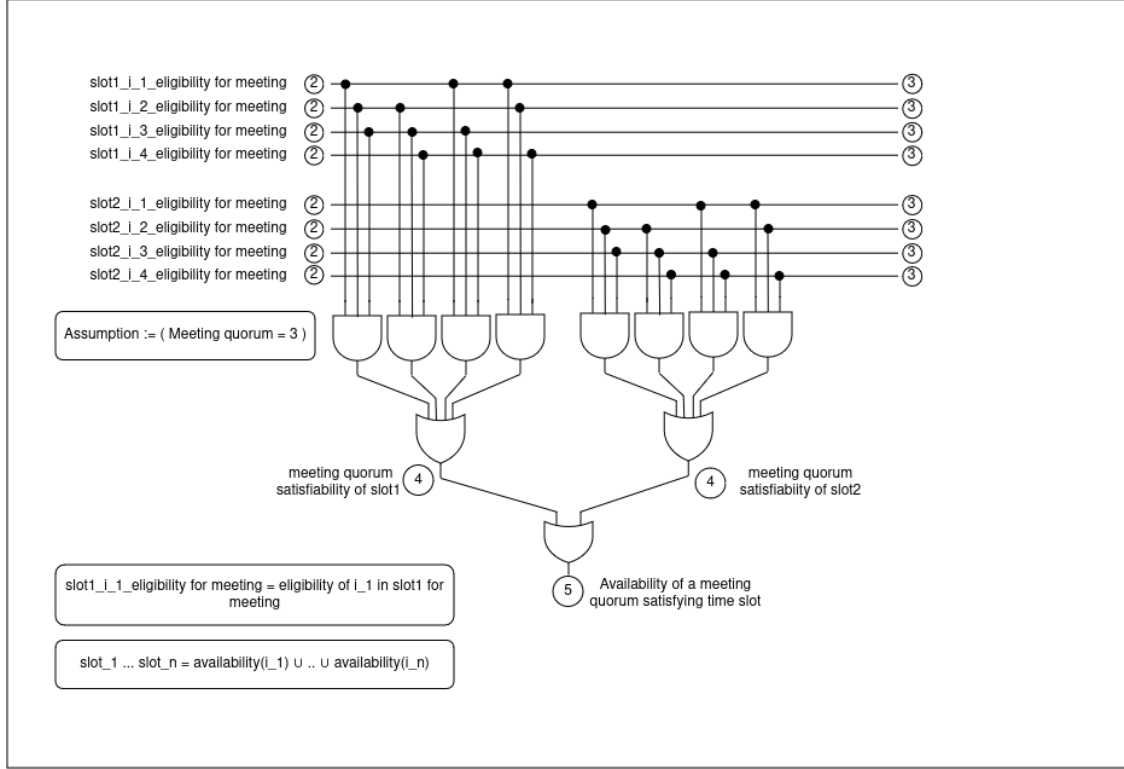 slot1_i_1_eligibility for meeting 2 3
slot1_i_2_eligibility for meeting 2 3
slot1_i_3_eligibility for meeting 2 3
slot1_i_4_eligibility for meeting 2 3
slot2_i_1_eligibility for meeting 2 3
slot2_i_2_eligibility for meeting 2 3
slot2_i_3_eligibility for meeting 2 3
slot2_i_4_eligibility for meeting 2 3
Assumption := ( Meeting quorum = 3 )
meeting quorum
satisfiability of slot1
4
4
meeting quorum
satisfiabiity of slot2
5
Availability of a meeting
quorum satisfying time slot
slot1_i_1_eligibility for meeting = eligibility of i_1 in slot1 for
meeting
slot_1 ... slot_n = availability(i_1) ∪ .. ∪ availability(i_n)